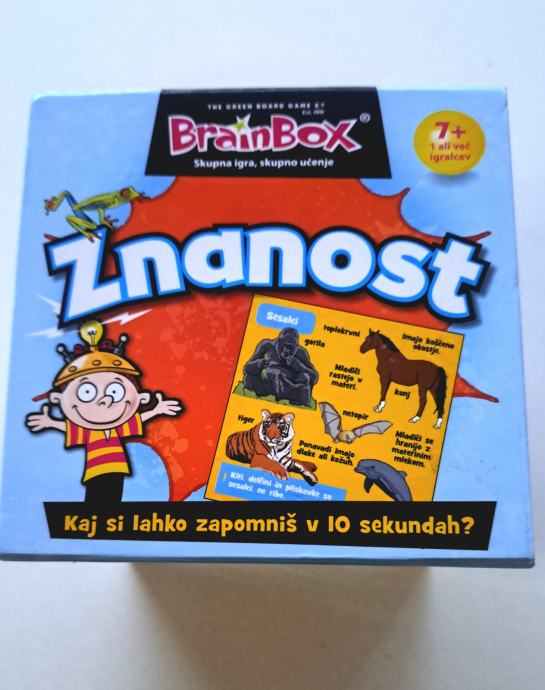 THE GREEN BOARD GAME Cº
Est. 1991
BrainBox®
Skupna igra, skupno učenje
7+
1 ali več
igralcev
Znanost
Sesalci
toplokrvni
Imajo koščeno
okostje.
gorila
Mladiči
rastejo v
materi.
konj
netopir
tiger
Ponavadi imajo
dlake ali kožuh.
Mladiči se
hranijo z
materinim
mlekom.
Kiti, delfini in pliskavke so
sesalci ne ribe.
Kaj si lahko zapomniš v 10 sekundah?